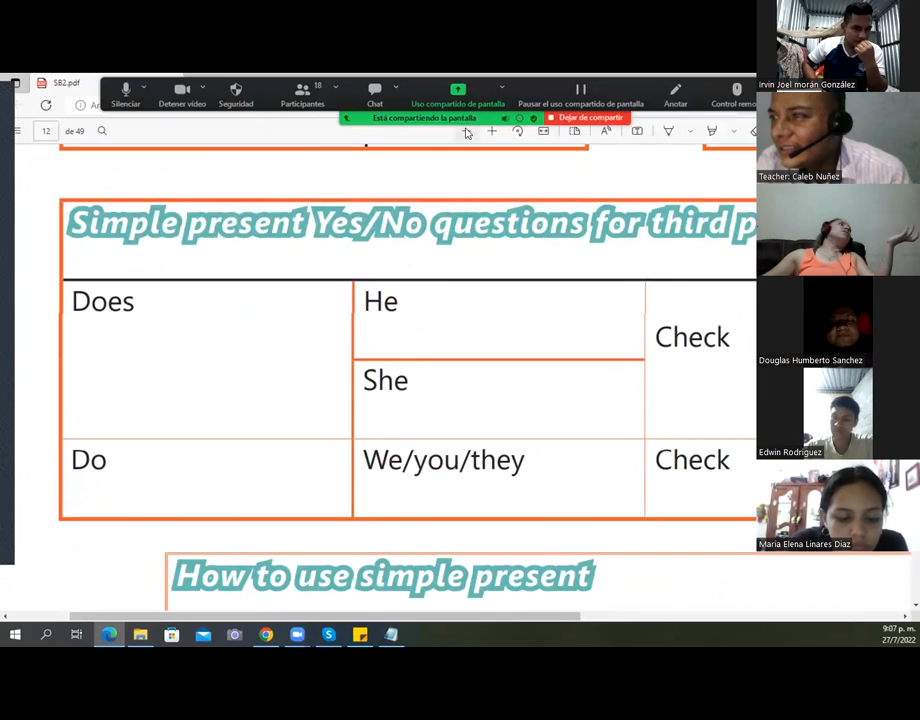 SB2.pdf
Silenciar
Detener video
Seguridad
18
Participantes
Chat
Uso compartido de pantalla
Pausar el uso compartido de pantalla
Anotar
Control remo
Está compartiendo la pantalla
Dejar de compartir
12 de 49
Simple present Yes/No questions for third p
Does
He
Check
She
Do
We/you/they
Check
How to use simple present
Irvin Joel morán González
Teacher: Caleb Nuñez
Douglas Humberto Sanchez
Edwin Rodriguez
Maria Elena Linares Diaz
9:07 p. m.
27/7/2022